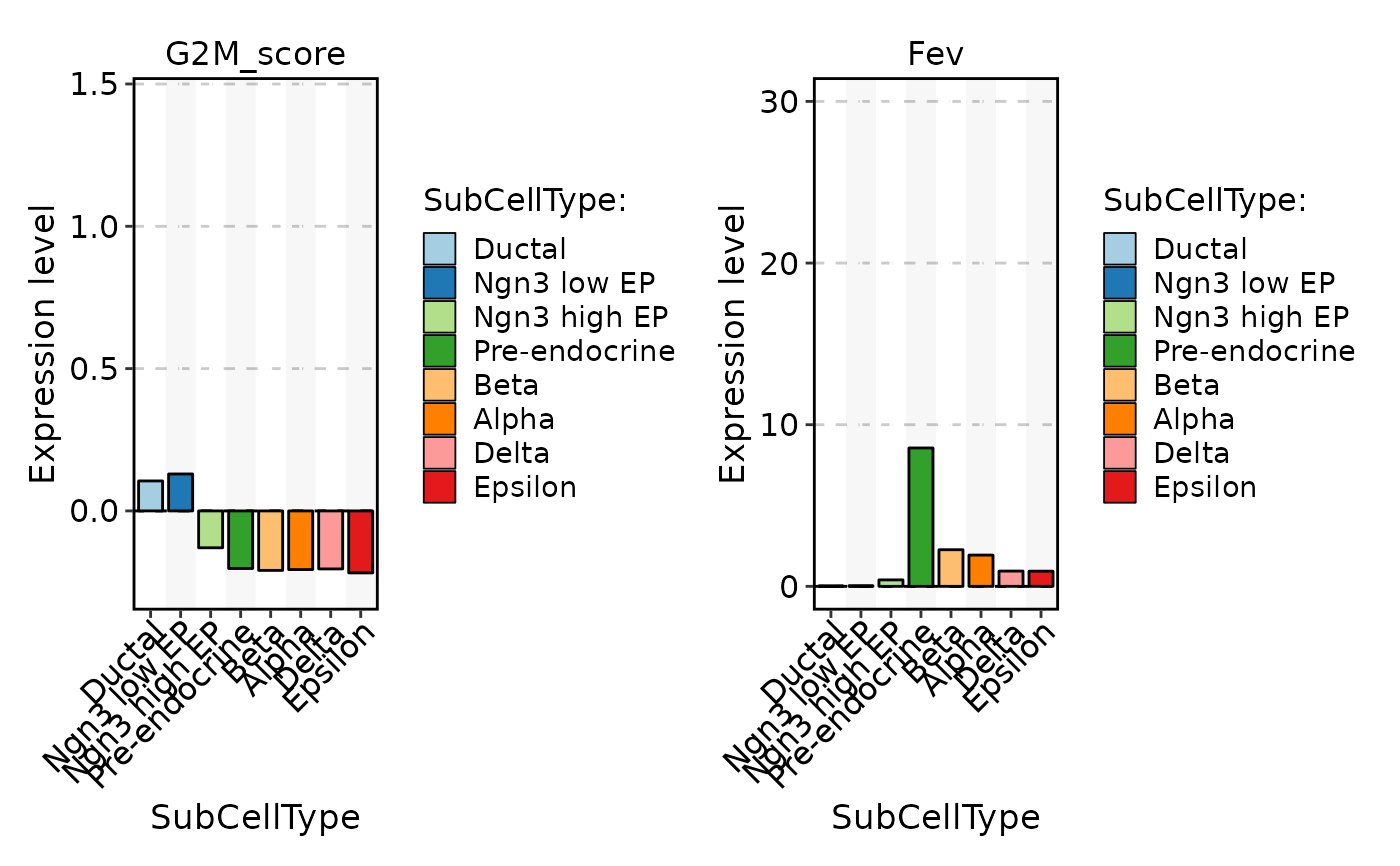 G2M_score
1.5
1.0
0.5
0.0
Expression level
Ductal
Ngn3 low EP
Ngn3 high EP
Pre-endocrine
Beta
Alpha
Delta
Epsilon
SubCellType
SubCellType:
Ductal
Ngn3 low EP
Ngn3 high EP
Pre-endocrine
Beta
Alpha
Delta
Epsilon
Fev
30
20
10
0
Expression level
Ductal
Ngn3 low EP
Ngn3 high EP
Pre-endocrine
Beta
Alpha
Delta
Epsilon
SubCellType
SubCellType:
Ductal
Ngn3 low EP
Ngn3 high EP
Pre-endocrine
Beta
Alpha
Delta
Epsilon